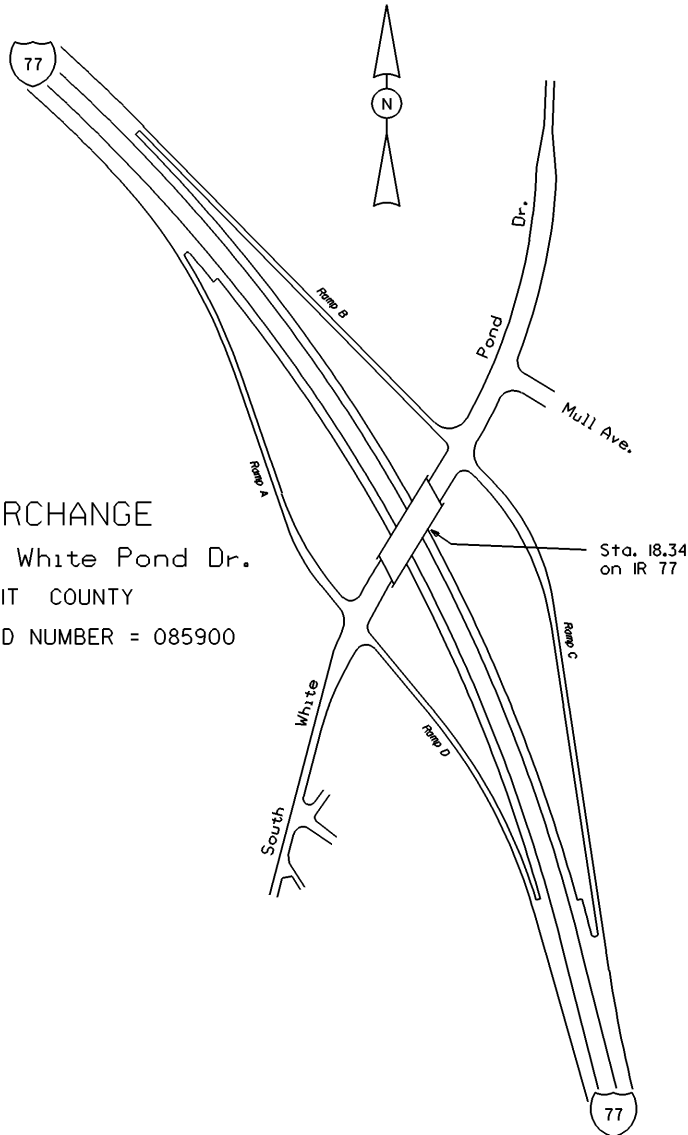 77
N
Dr.
Pond
Ramp B
Mull Ave.
Ramp A
RCHANGE
White Pond Dr.
IT COUNTY
D NUMBER = 085900
Sta. 18.34
on IR 77
Ramp C
White
Ramp D
South
77